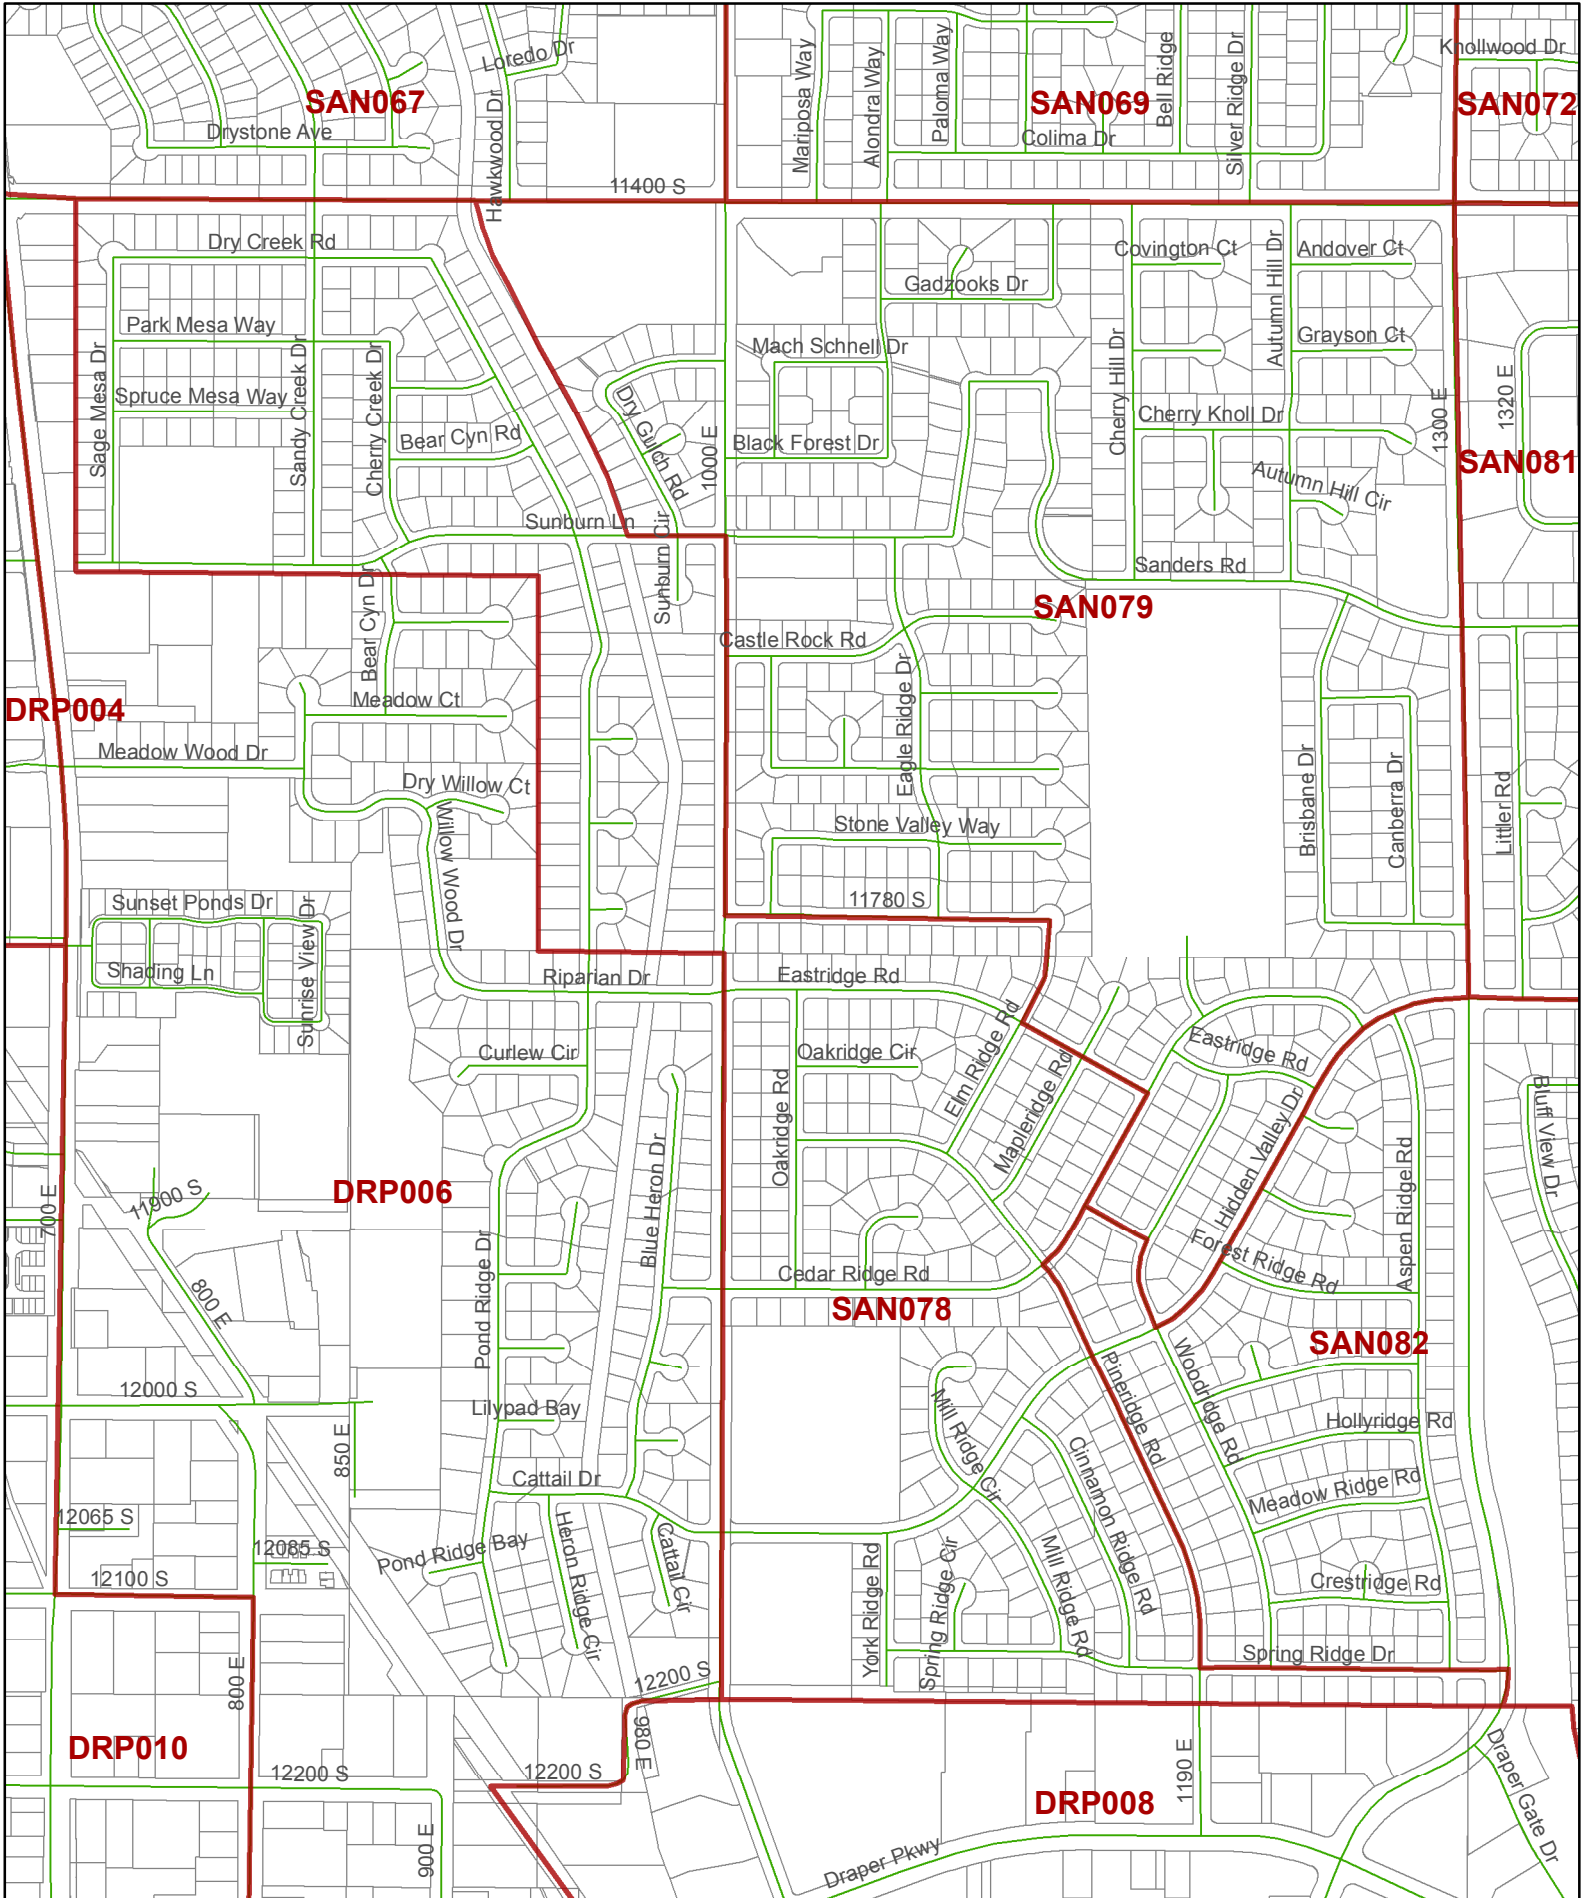 Loredo Dr
Knollwood Dr
SAN067
Hawkwood Dr
Mariposa Way
Alondra Way
Paloma Way
SAN069
Bell Ridge
Silver Ridge Dr
SAN072
Drystone Ave
Colima Dr
11400 S
Dry Creek Rd
Gadzooks Dr
Covington Ct
Autumn Hill Dr
Andover Ct
Park Mesa Way
Mach Schnell Dr
Grayson Ct
Sage Mesa Dr
Spruce Mesa Way
Sandy Creek Dr
Cherry Creek Dr
Bear Cyn Rd
Dry Gulch Rd
1000 E
Black Forest Dr
Cherry Hill Dr
Cherry Knoll Dr
1300 E
1320 E
SAN081
Autumn Hill Cir
Sunburn Ln
Sunburn Cir
Sanders Rd
Bear Cyn Dr
SAN079
Castle Rock Rd
DRP004
Meadow Ct
Eagle Ridge Dr
Meadow Wood Dr
Dry Willow Ct
Willow Wood Dr
Stone Valley Way
Brisbane Dr
Canberra Dr
Littler Rd
Sunset Ponds Dr
11780 S
Shading Ln
Sunrise View Dr
Riparian Dr
Eastridge Rd
Curlew Cir
Oakridge Cir
Elm Ridge Rd
Eastridge Rd
Oakridge Rd
Mapleridge Rd
Hidden Valley Dr
Bluff View Dr
Blue Heron Dr
DRP006
11900 S
700 E
Aspen Ridge Rd
Pond Ridge Dr
Forest Ridge Rd
800 E
Cedar Ridge Rd
SAN078
SAN082
12000 S
Lilypad Bay
Mill Ridge Cir
Pineridge Rd
Woodridge Rd
Hollyridge Rd
850 E
Cattail Dr
Cinnamon Ridge Rd
Meadow Ridge Rd
12065 S
12085 S
Pond Ridge Bay
Heron Ridge Cir
Cattail Cir
York Ridge Rd
Spring Ridge Cir
Mill Ridge Rd
12100 S
Crestridge Rd
Spring Ridge Dr
800 E
12200 S
980 E
DRP010
12200 S
12200 S
1190 E
Draper Gate Dr
DRP008
900 E
Draper Pkwy